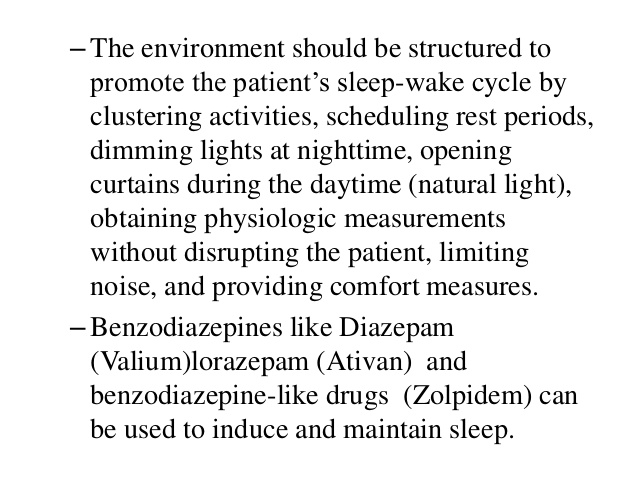 – The environment should be structured to
promote the patient’s sleep-wake cycle by
clustering activities, scheduling rest periods,
dimming lights at nighttime, opening
curtains during the daytime (natural light),
obtaining physiologic measurements
without disrupting the patient, limiting
noise, and providing comfort measures.
– Benzodiazepines like Diazepam
(Valium)lorazepam (Ativan)  and
benzodiazepine-like drugs  (Zolpidem) can
be used to induce and maintain sleep.